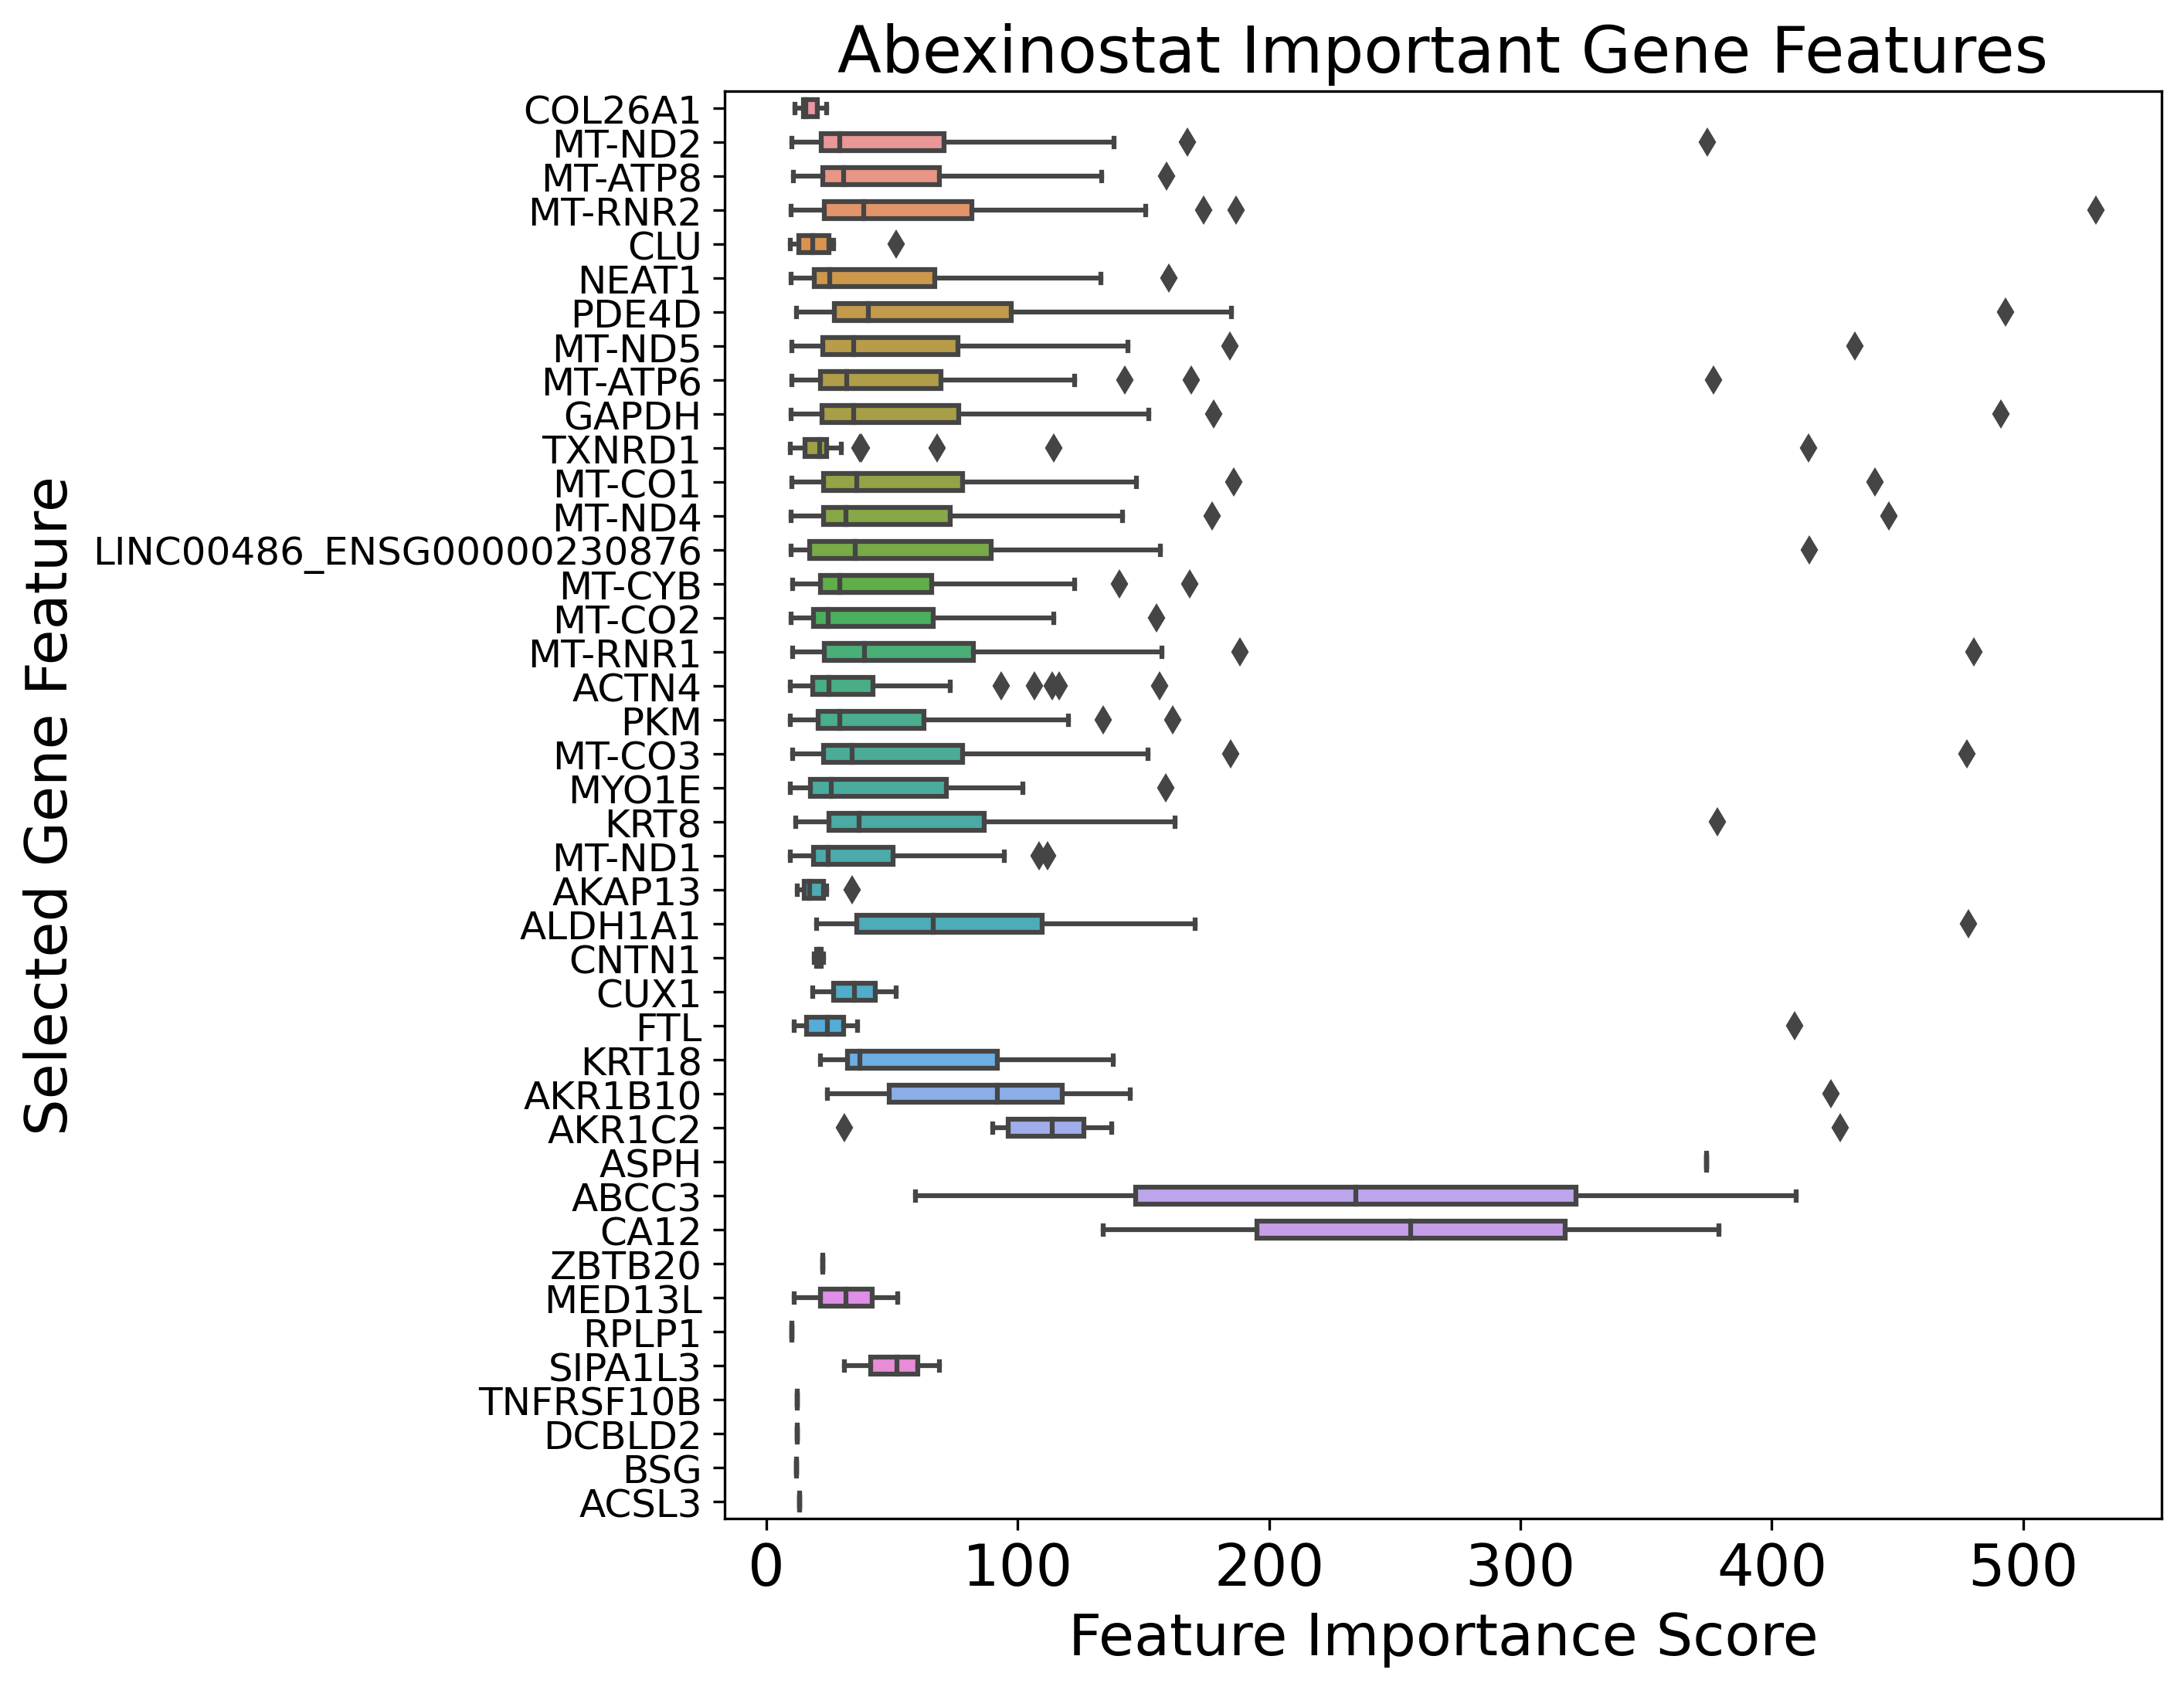 Abexinostat Important Gene Features
Selected Gene Feature
COL26A1
MT-ND2
MT-ATP8
MT-RNR2
CLU
NEAT1
PDE4D
MT-ND5
MT-ATP6
GAPDH
TXNRD1
MT-CO1
MT-ND4
LINC00486_ENSG00000230876
MT-CYB
MT-CO2
MT-RNR1
ACTN4
PKM
MT-CO3
MYO1E
KRT8
MT-ND1
AKAP13
ALDH1A1
CNTN1
CUX1
FTL
KRT18
AKR1B10
AKR1C2
ASPH
ABCC3
CA12
ZBTB20
MED13L
RPLP1
SIPA1L3
TNFRSF10B
DCBLD2
BSG
ACSL3
0 100 200 300 400 500
Feature Importance Score